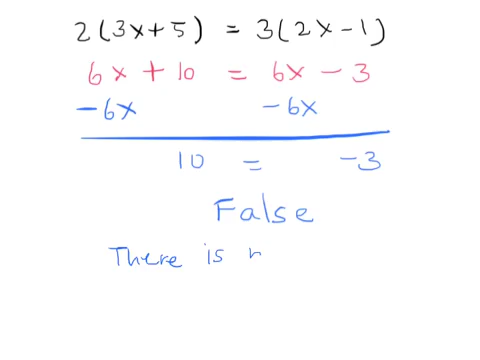 2(3x+5) = 3(2x-1)
6x + 10 = 6x - 3
-6x -6x
10 = -3
False
There is